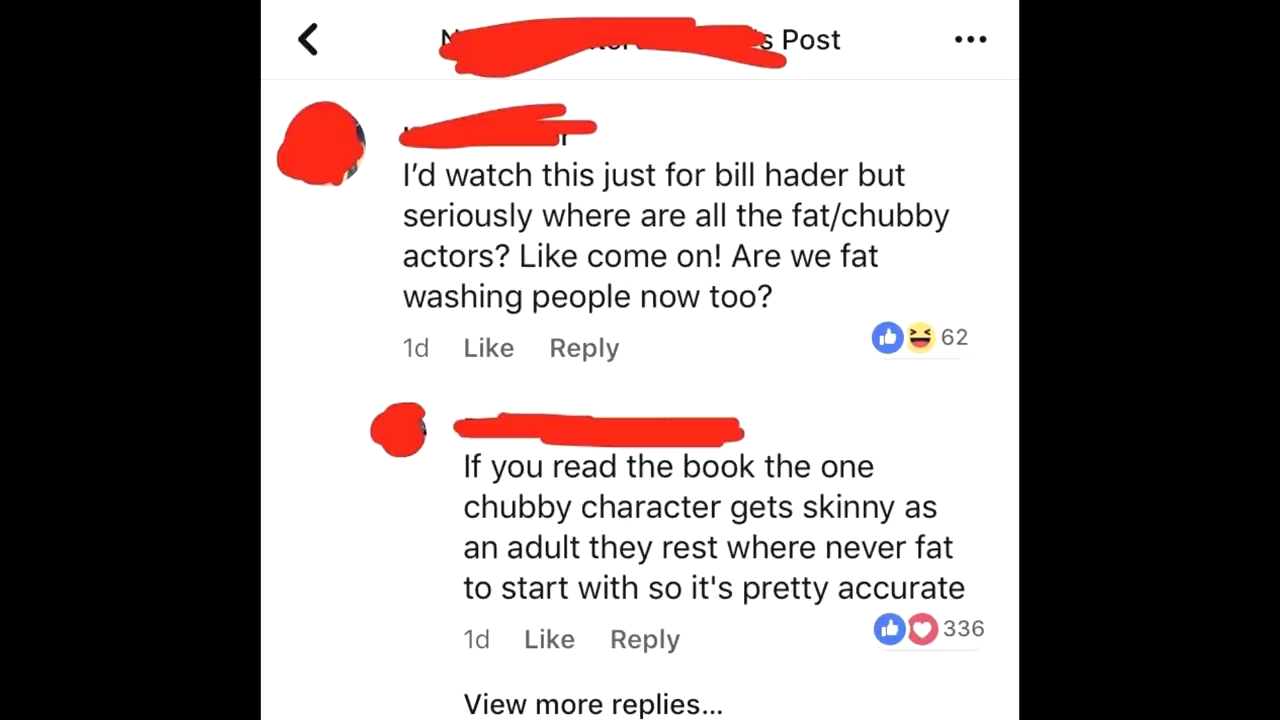 s Post
I'd watch this just for bill hader but
seriously where are all the fat/chubby
actors? Like come on! Are we fat
washing people now too?
1d Like Reply 62
If you read the book the one
chubby character gets skinny as
an adult they rest where never fat
to start with so it's pretty accurate
1d Like Reply 336
View more replies...